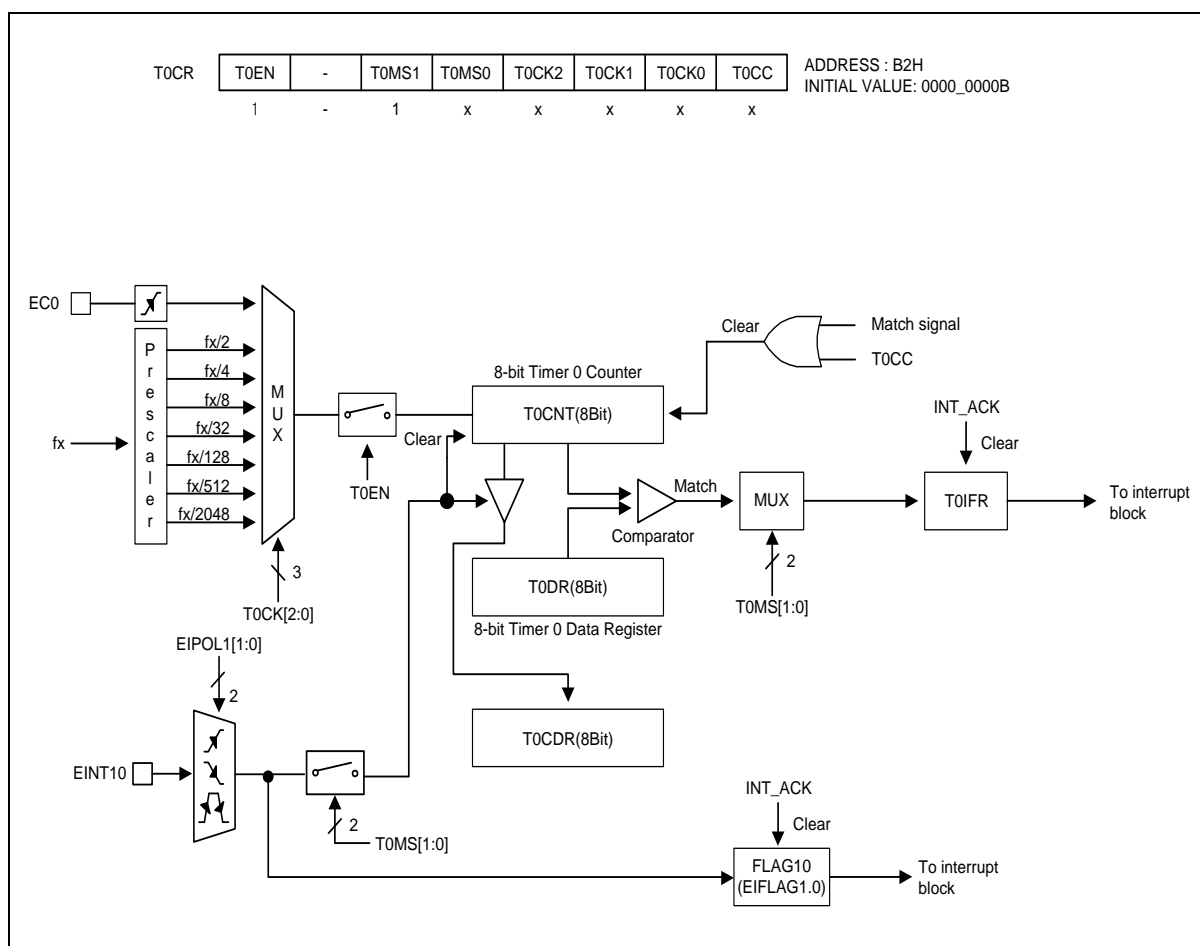 T0CR T0EN - T0MS1 T0MS0 T0CK2 T0CK1 T0CK0 T0CC ADDRESS : B2H
INITIAL VALUE: 0000_0000B
1 - 1 x x x x x
EC0
Prescaler
fx
fx/2
fx/4
fx/8
fx/32
fx/128
fx/512
fx/2048
MUX
3
T0CK[2:0]
T0EN
8-bit Timer 0 Counter
T0CNT(8Bit)
Clear
Clear
Match signal
T0CC
Comparator
Match
T0DR(8Bit)
8-bit Timer 0 Data Register
MUX
2
T0MS[1:0]
INT_ACK
Clear
T0IFR
To interrupt
block
T0CDR(8Bit)
EIPOL1[1:0]
2
EINT10
2
T0MS[1:0]
INT_ACK
Clear
FLAG10
(EIFLAG1.0)
To interrupt
block